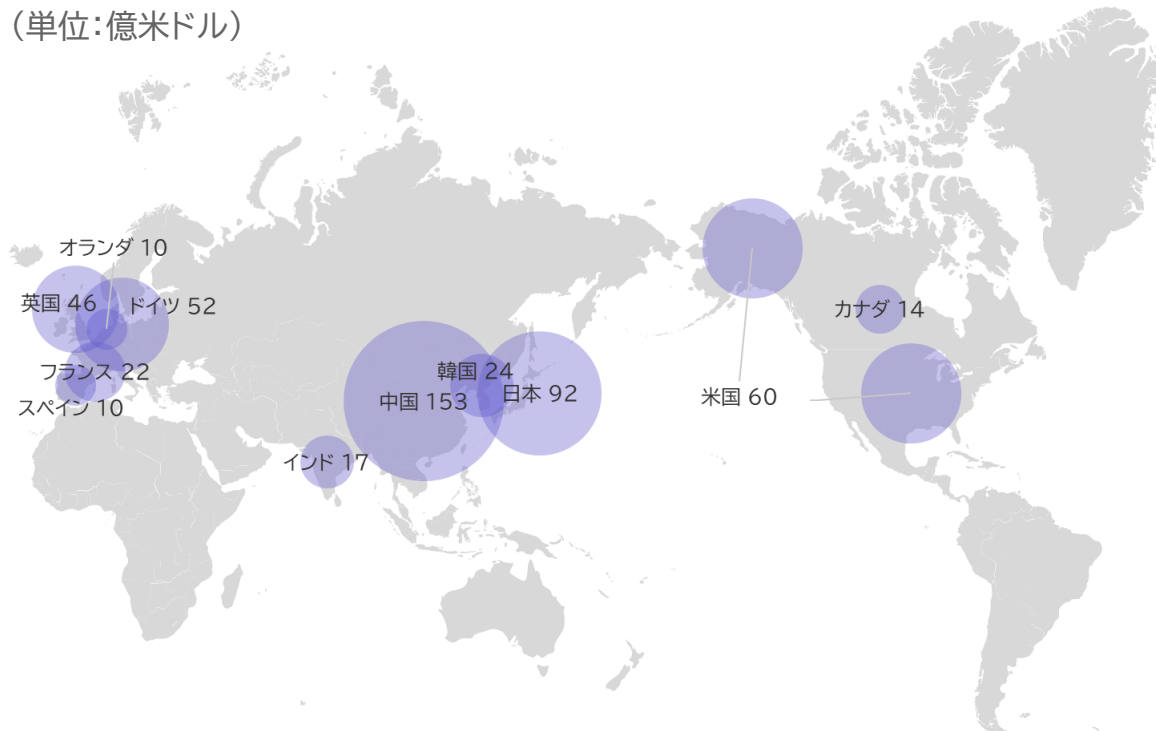 （単位：億米ドル）
オランダ 10
英国 46
ドイツ 52
カナダ 14
フランス 22
韓国 24
日本 92
米国 60
中国 153
スペイン 10
インド 17